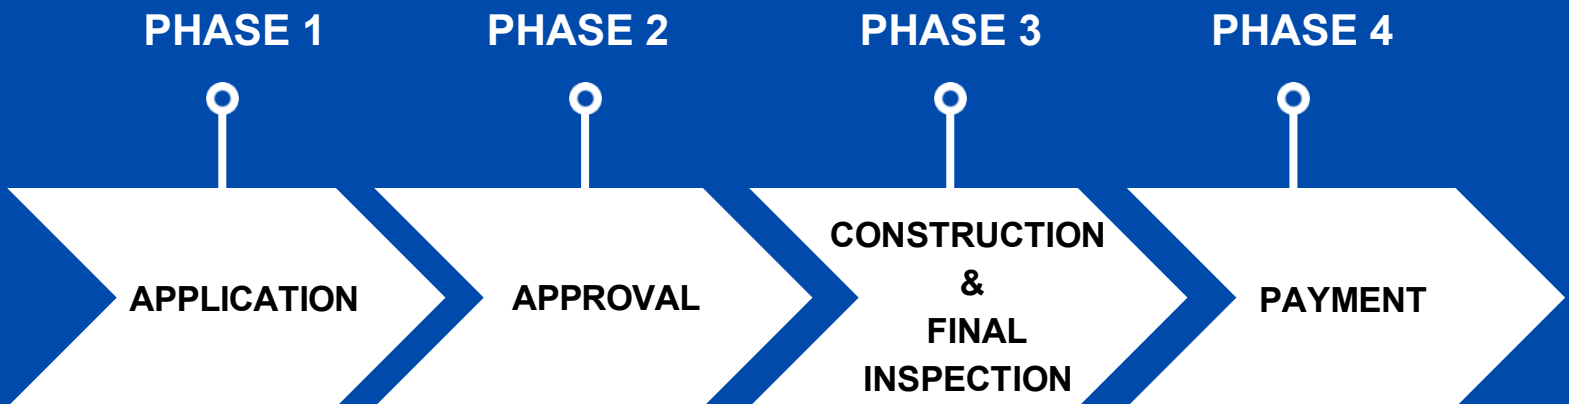 PHASE 1
PHASE 2
PHASE 3
PHASE 4
APPLICATION
APPROVAL
CONSTRUCTION
&
FINAL
INSPECTION
PAYMENT